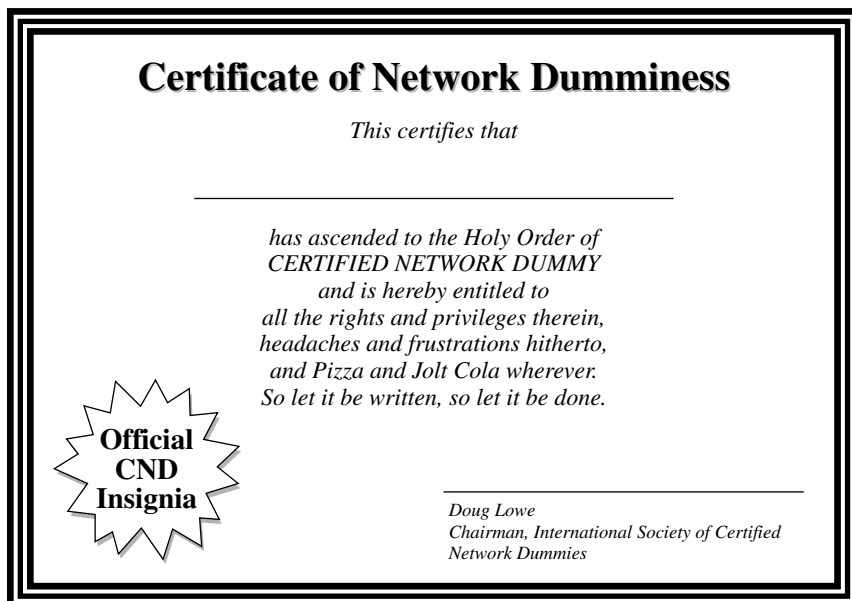 Certificate of Network Dumminess
This certifies that
has ascended to the Holy Order of
CERTIFIED NETWORK DUMMY
and is hereby entitled to
all the rights and privileges therein,
headaches and frustrations hitherto,
and Pizza and Jolt Cola wherever.
So let it be written, so let it be done.
Official
CND
Insignia
Doug Lowe
Chairman, International Society of Certified
Network Dummies